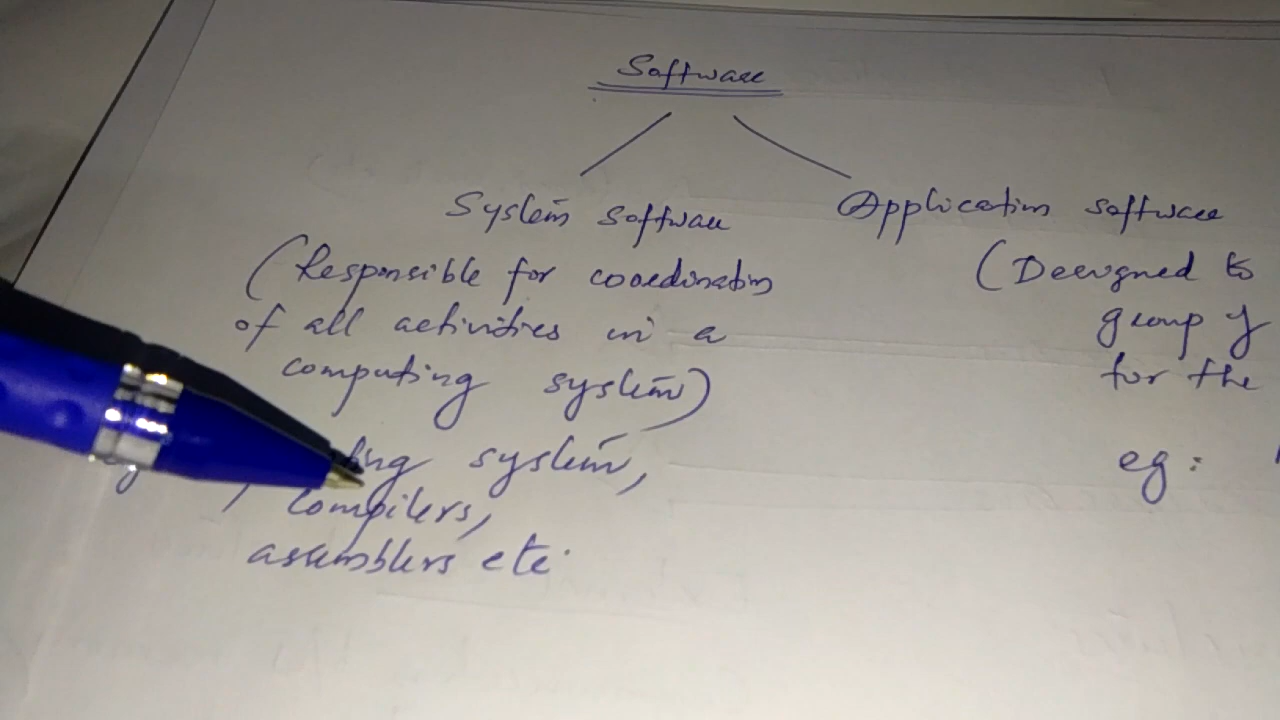 Software
System software
Application software
(Responsible for coordination
of all activities in a
computing system)
ting system,
compilers,
assemblers etc.
(Designed to
group of
for the
eg: